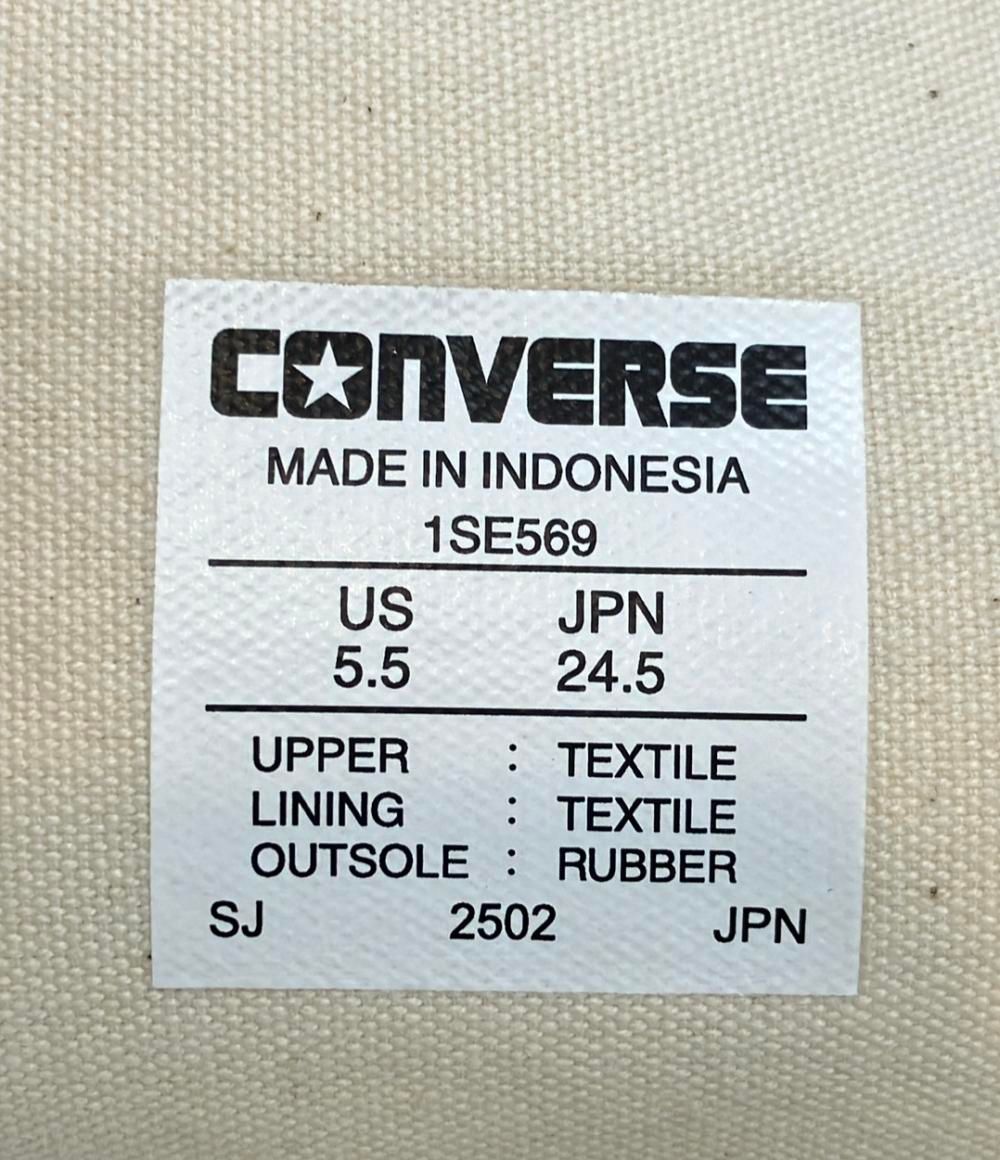 CONVERSE
MADE IN INDONESIA
1SE569
US JPN
5.5 24.5
UPPER : TEXTILE
LINING : TEXTILE
OUTSOLE : RUBBER
SJ 2502 JPN